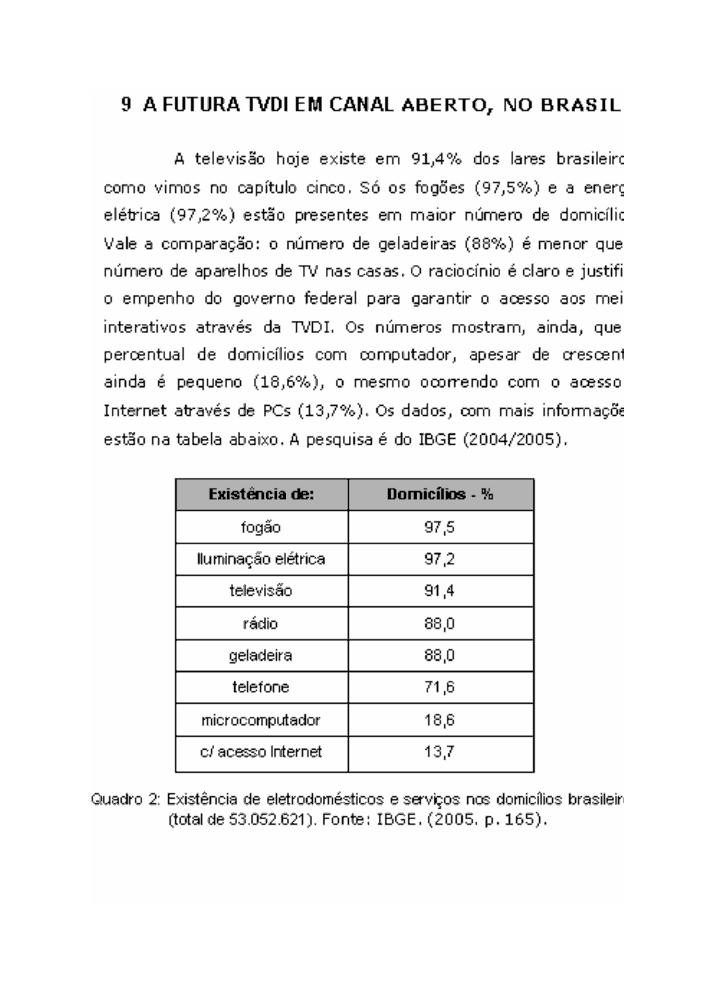 9 A FUTURA TVDI EM CANAL ABERTO, NO BRASIL
A televisão hoje existe em 91,4% dos lares brasileiro
como vimos no capítulo cinco. Só os fogões (97,5%) e a energ
elétrica (97,2%) estão presentes em maior número de domicílio
Vale a comparação: o número de geladeiras (88%) é menor que
número de aparelhos de TV nas casas. O raciocínio é claro e justifi
o empenho do governo federal para garantir o acesso aos mei
interativos através da TVDI. Os números mostram, ainda, que
percentual de domicílios com computador, apesar de crescent
ainda é pequeno (18,6%), o mesmo ocorrendo com o acesso
Internet através de PCs (13,7%). Os dados, com mais informaçõe
estão na tabela abaixo. A pesquisa é do IBGE (2004/2005).
Existência de: Domicílios - %
fogão 97,5
Iluminação elétrica 97,2
televisão 91,4
rádio 88,0
geladeira 88,0
telefone 71,6
microcomputador 18,6
c/ acesso Internet 13,7
Quadro 2: Existência de eletrodomésticos e serviços nos domicílios brasileir
(total de 53.052.621). Fonte: IBGE. (2005. p. 165).